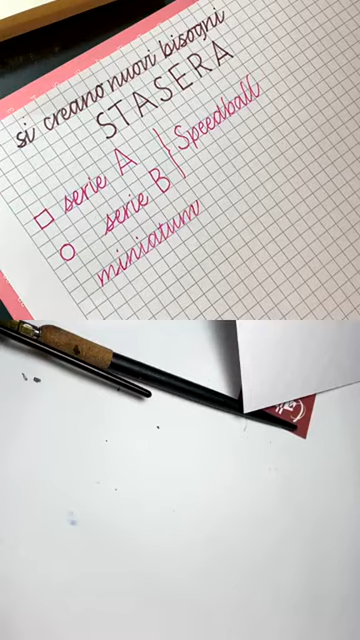 si creano nuovi bisogni
STASERA
serie A
serie B
Speedball
miniatum